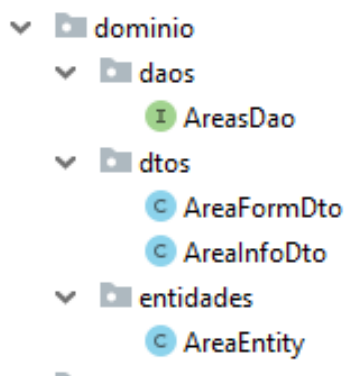 dominio
daos
I AreasDao
dtos
C AreaFormDto
C AreaInfoDto
entidades
C AreaEntity